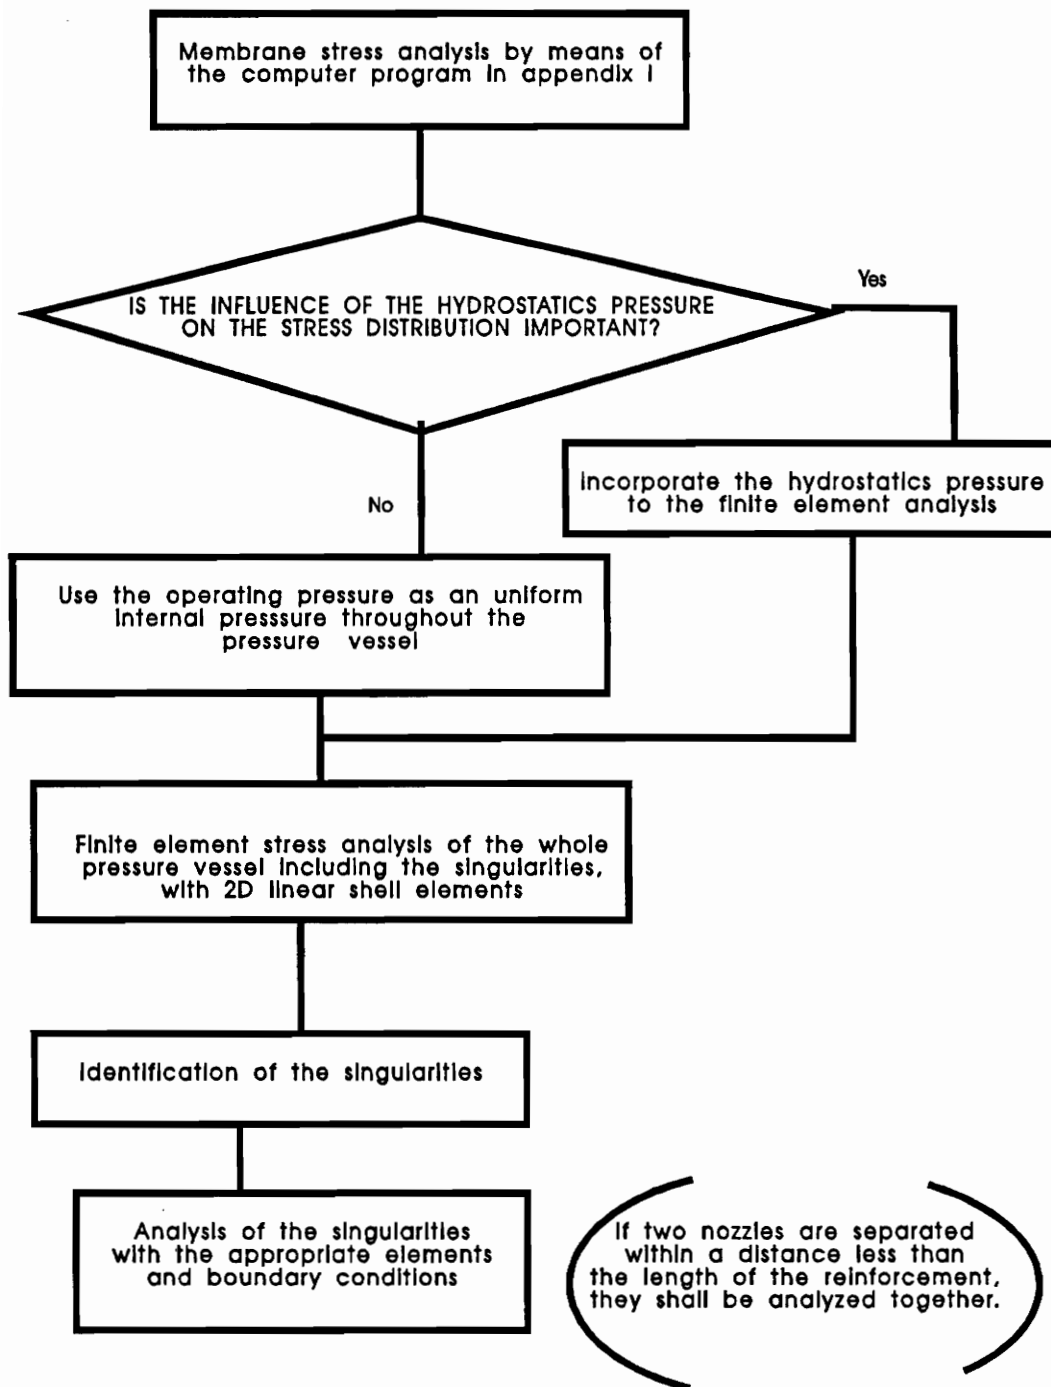 Membrane stress analysis by means of
the computer program in appendix I
IS THE INFLUENCE OF THE HYDROSTATICS PRESSURE
ON THE STRESS DISTRIBUTION IMPORTANT?
Yes
Incorporate the hydrostatics pressure
to the finite element analysis
No
Use the operating pressure as an uniform
internal presssure throughout the
pressure vessel
Finite element stress analysis of the whole
pressure vessel including the singularities,
with 2D linear shell elements
Identification of the singularities
Analysis of the singularities
with the appropriate elements
and boundary conditions
If two nozzles are separated
within a distance less than
the length of the reinforcement,
they shall be analyzed together.